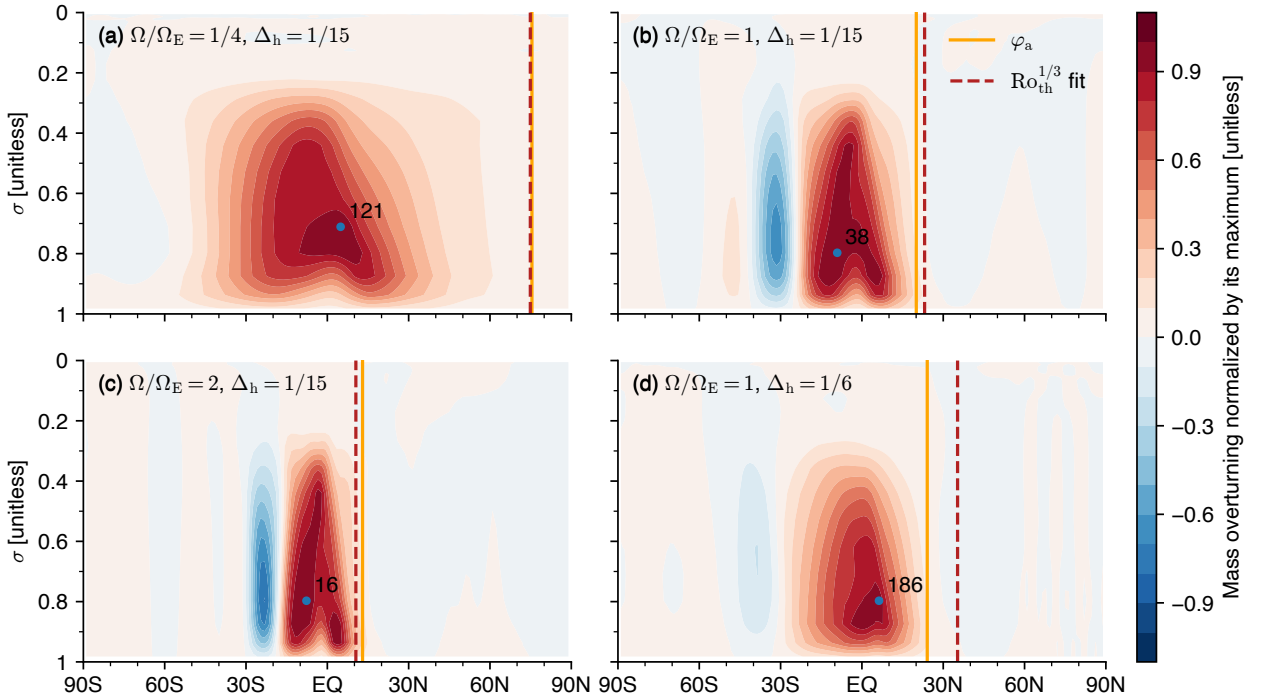 (a) Ω/Ω_E = 1/4, Δ_h = 1/15
(b) Ω/Ω_E = 1, Δ_h = 1/15
φ_a
Ro_th^{1/3} fit
0
0.2
0.4
0.6
0.8
1
σ [unitless]
121
38
(c) Ω/Ω_E = 2, Δ_h = 1/15
(d) Ω/Ω_E = 1, Δ_h = 1/6
0
0.2
0.4
0.6
0.8
1
σ [unitless]
16
186
90S 60S 30S EQ 30N 60N 90N
90S 60S 30S EQ 30N 60N 90N
0.9
0.6
0.3
0.0
−0.3
−0.6
−0.9
Mass overturning normalized by its maximum [unitless]